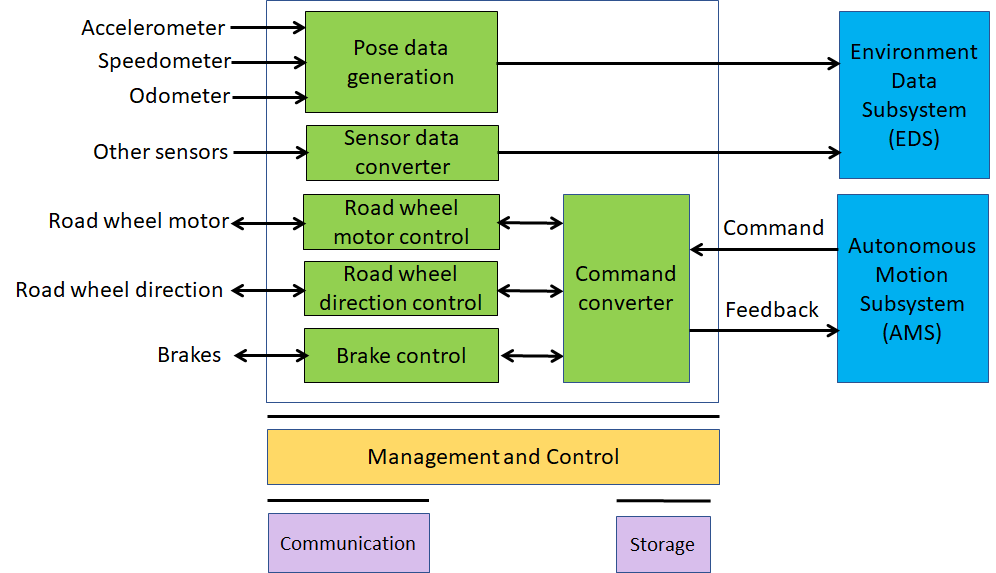 Accelerometer
Speedometer
Odometer
Pose data
generation
Environment
Data
Subsystem
(EDS)
Other sensors
Sensor data
converter
Road wheel motor
Road wheel
motor control
Road wheel direction
Road wheel
direction control
Brakes
Brake control
Command
converter
Command
Feedback
Autonomous
Motion
Subsystem
(AMS)
Management and Control
Communication
Storage